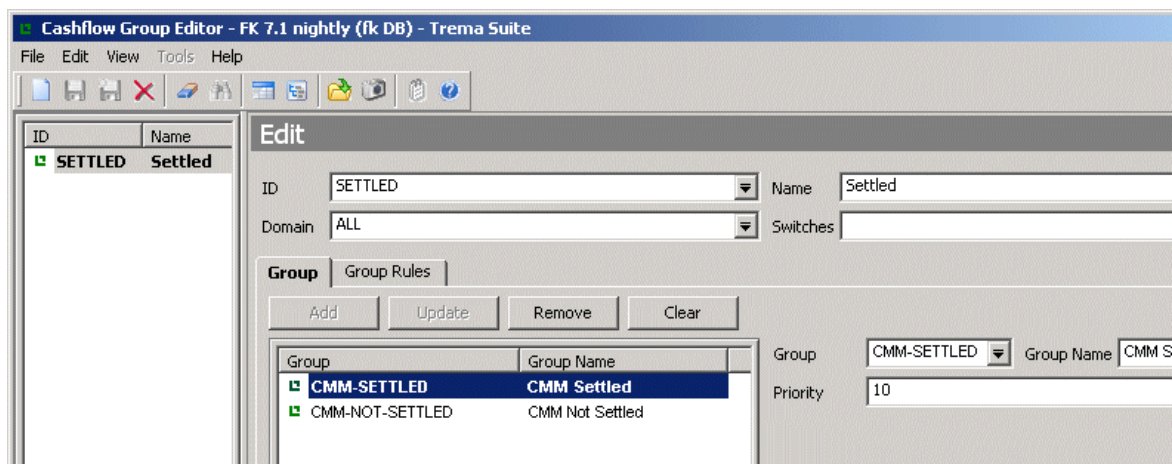 Cashflow Group Editor - FK 7.1 nightly (fk DB) - Trema Suite
File Edit View Tools Help
ID Name
SETTLED Settled
Edit
ID SETTLED Name Settled
Domain ALL Switches
Group Group Rules
Add Update Remove Clear
Group Group Name
CMM-SETTLED CMM Settled
CMM-NOT-SETTLED CMM Not Settled
Group CMM-SETTLED Group Name CMM S
Priority 10